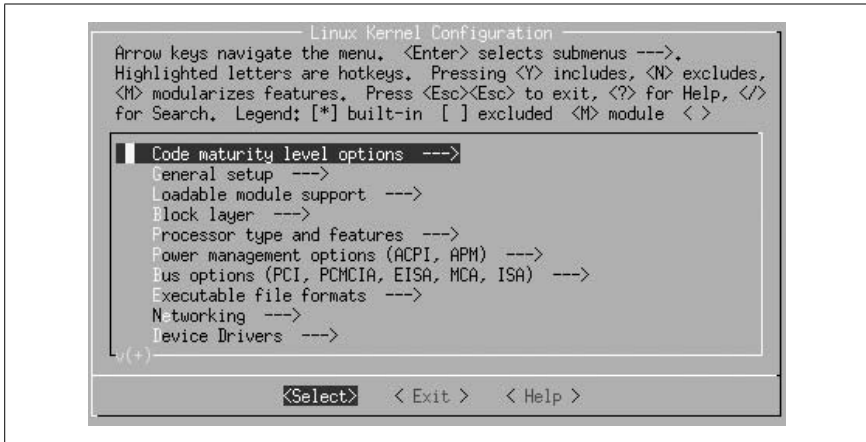 Linux Kernel Configuration
Arrow keys navigate the menu. <Enter> selects submenus --->.
Highlighted letters are hotkeys. Pressing <Y> includes, <N> excludes,
<M> modularizes features. Press <Esc><Esc> to exit, <?> for Help, </>
for Search. Legend: [*] built-in [ ] excluded <M> module < >
Code maturity level options --->
General setup --->
Loadable module support --->
Block layer --->
Processor type and features --->
Power management options (ACPI, APM) --->
Bus options (PCI, PCMCIA, EISA, MCA, ISA) --->
Executable file formats --->
Networking --->
Device Drivers --->
v(+)
<Select> < Exit > < Help >